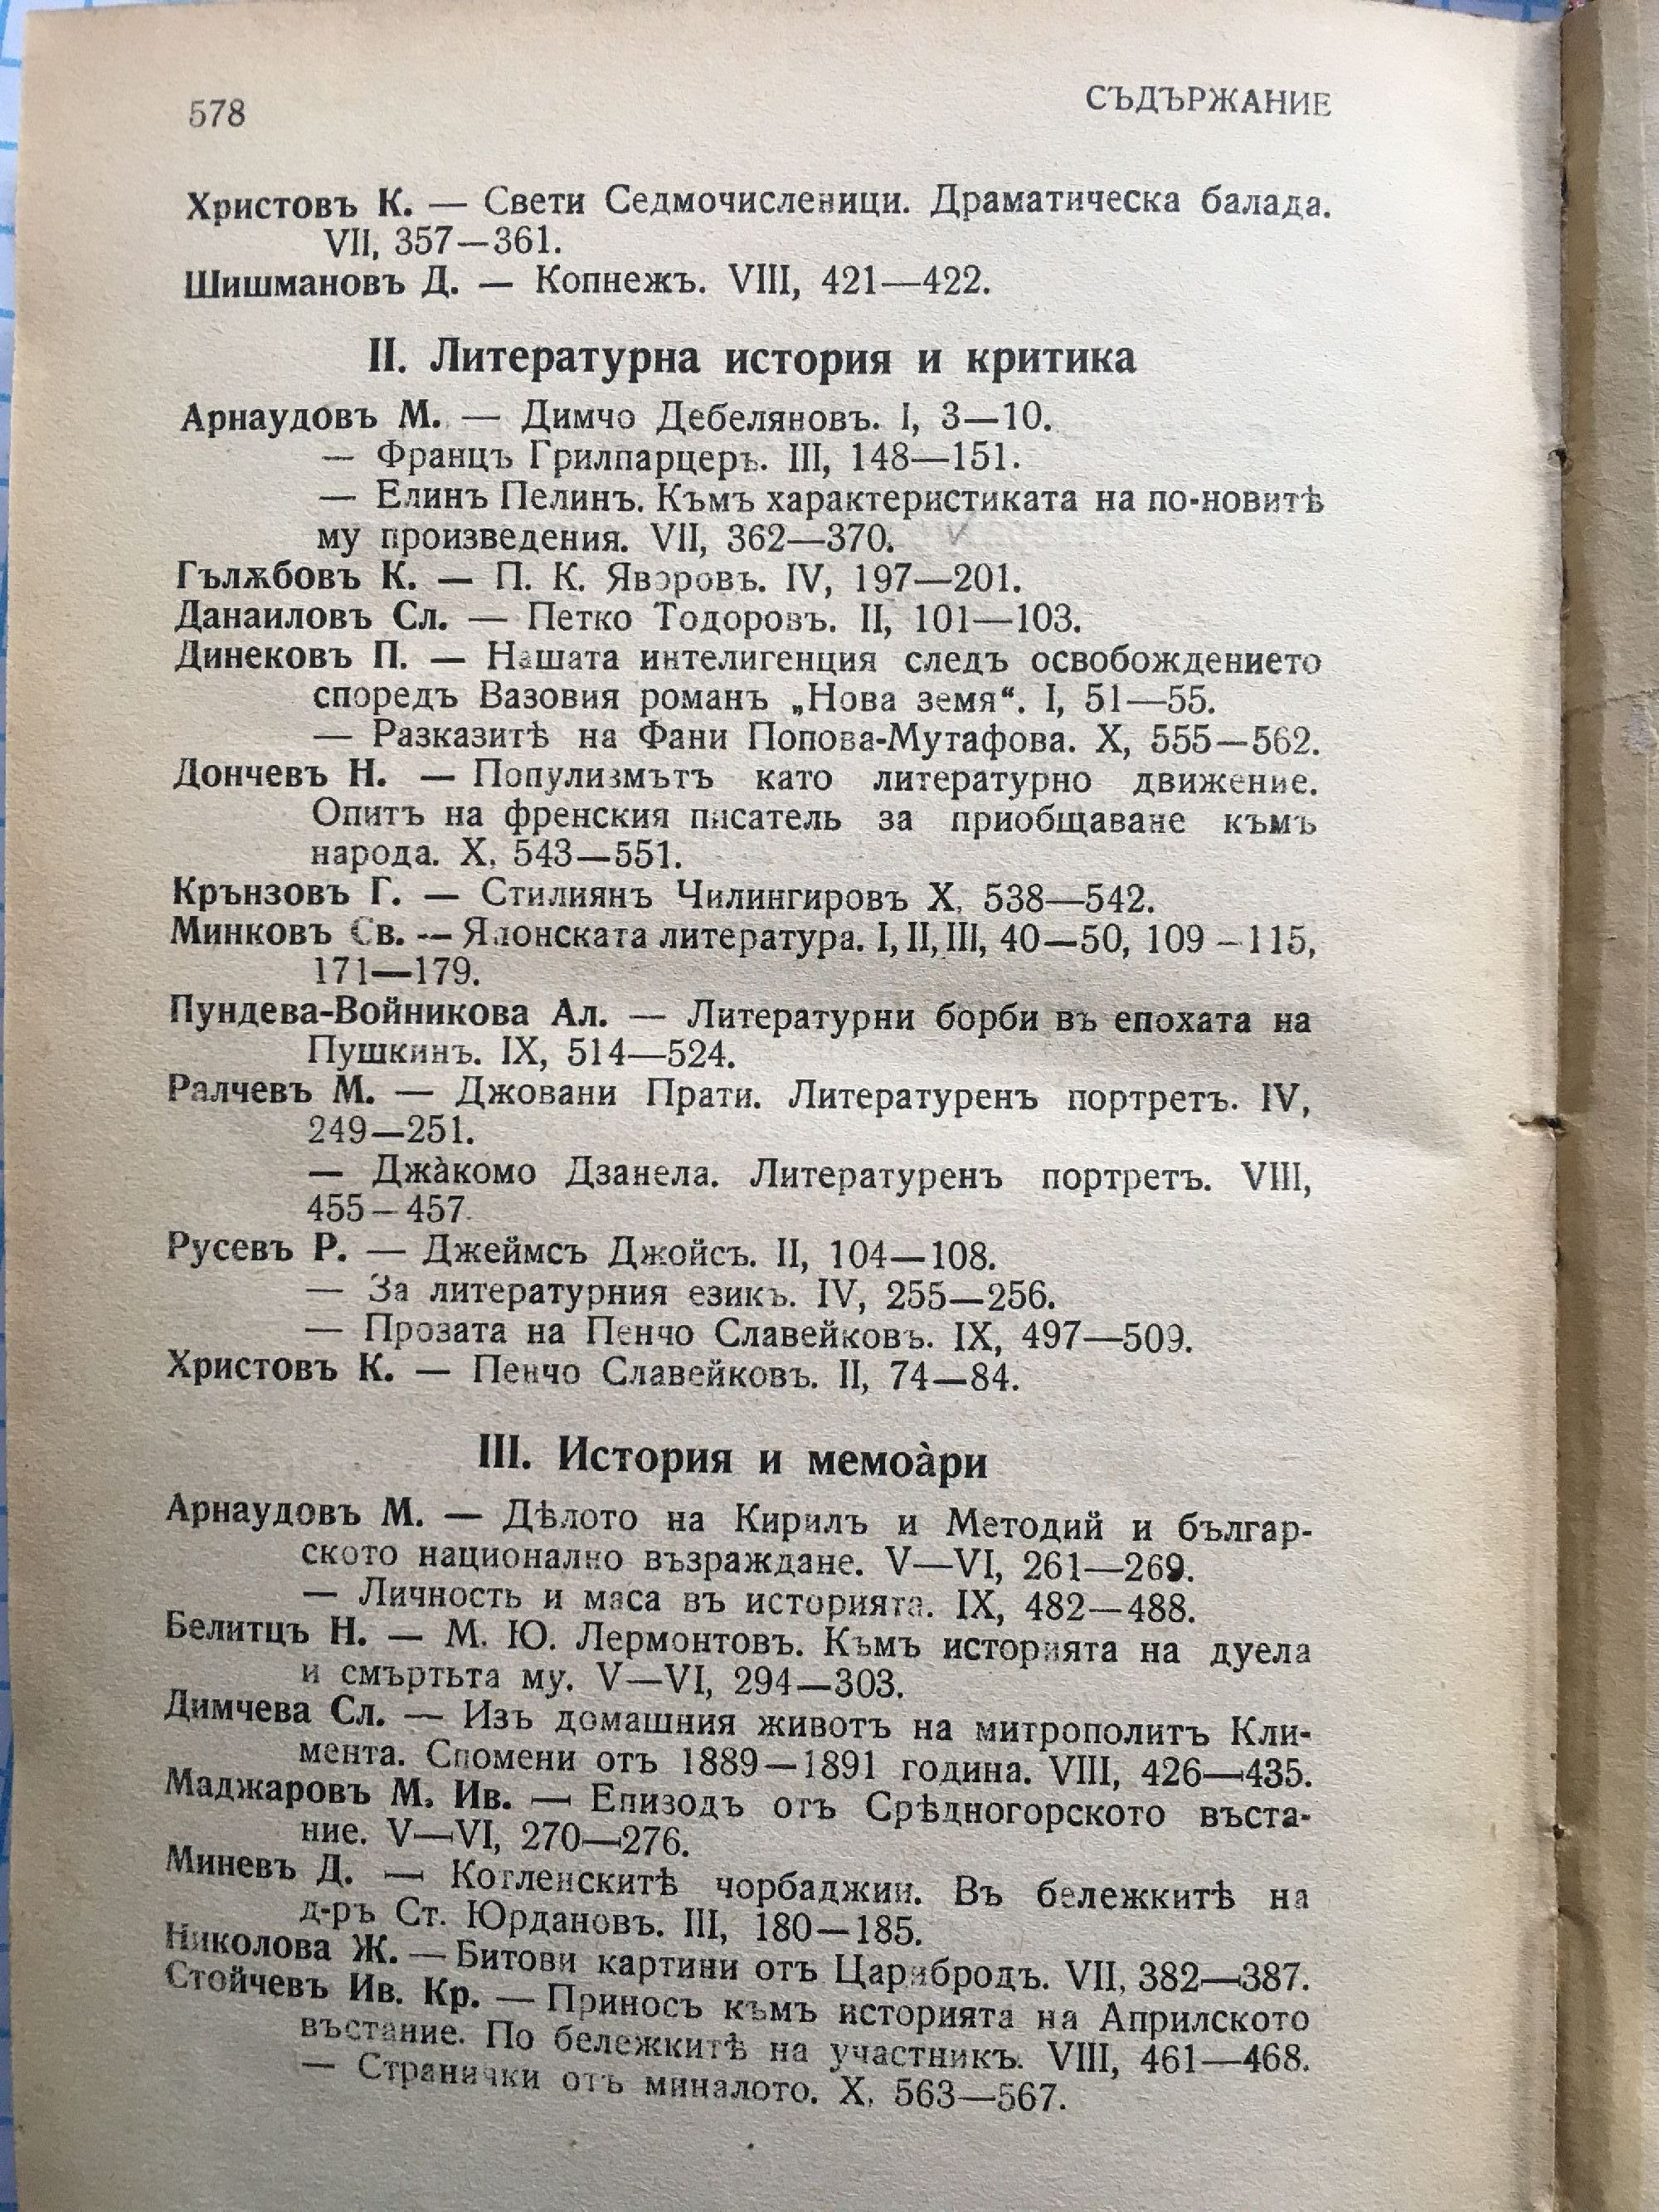 578
СЪДЪРЖАНИЕ
Христовъ К. — Свети Седмочисленици. Драматическа балада.
VII, 357—361.
Шишмановъ Д. — Копнежъ. VIII, 421—422.
II. Литературна история и критика
Арнаудовъ М. — Димчо Дебеляновъ. I, 3—10.
— Францъ Грилпарцеръ. III, 148—151.
— Елинъ Пелинъ. Къмъ характеристиката на по-новитѣ
му произведения. VII, 362—370.
Гълѫбовъ К. — П. К. Яворовъ. IV, 197—201.
Данаиловъ Сл. — Петко Тодоровъ. II, 101—103.
Динековъ П. — Нашата интелигенция следъ освобождението
споредъ Вазовия романъ „Нова земя“. I, 51—55.
— Разказитѣ на Фани Попова-Мутафова. X, 555—562.
Дончевъ Н. — Популизмътъ като литературно движение.
Опитъ на френския писатель за приобщаване къмъ
народа. X, 543—551.
Крънзовъ Г. — Стилиянъ Чилингировъ X, 538—542.
Минковъ Св. — Японската литература. I, II, III, 40—50, 109—115,
171—179.
Пундева-Войникова Ал. — Литературни борби въ епохата на
Пушкинъ. IX, 514—524.
Ралчевъ М. — Джовани Прати. Литературенъ портретъ. IV,
249—251.
— Джàкомо Дзанела. Литературенъ портретъ. VIII,
455—457.
Русевъ Р. — Джеймсъ Джойсъ. II, 104—108.
— За литературния езикъ. IV, 255—256.
— Прозата на Пенчо Славейковъ. IX, 497—509.
Христовъ К. — Пенчо Славейковъ. II, 74—84.
III. История и мемоàри
Арнаудовъ М. — Дѣлото на Кирилъ и Методий и българ-
ското национално възраждане. V—VI, 261—269.
— Личность и маса въ историята. IX, 482—488.
Белитцъ Н. — М. Ю. Лермонтовъ. Къмъ историята на дуела
и смъртьта му. V—VI, 294—303.
Димчева Сл. — Изъ домашния животъ на митрополитъ Кли-
мента. Спомени отъ 1889—1891 година. VIII, 426—435.
Маджаровъ М. Ив. — Епизодъ отъ Срѣдногорското въста-
ние. V—VI, 270—276.
Миневъ Д. — Котленскитѣ чорбаджии. Въ бележкитѣ на
д-ръ Ст. Юрдановъ. III, 180—185.
Николова Ж. — Битови картини отъ Царибродъ. VII, 382—387.
Стойчевъ Ив. Кр. — Приносъ къмъ историята на Априлското
въстание. По бележкитѣ на участникъ. VIII, 461—468.
— Странички отъ миналото. X, 563—567.